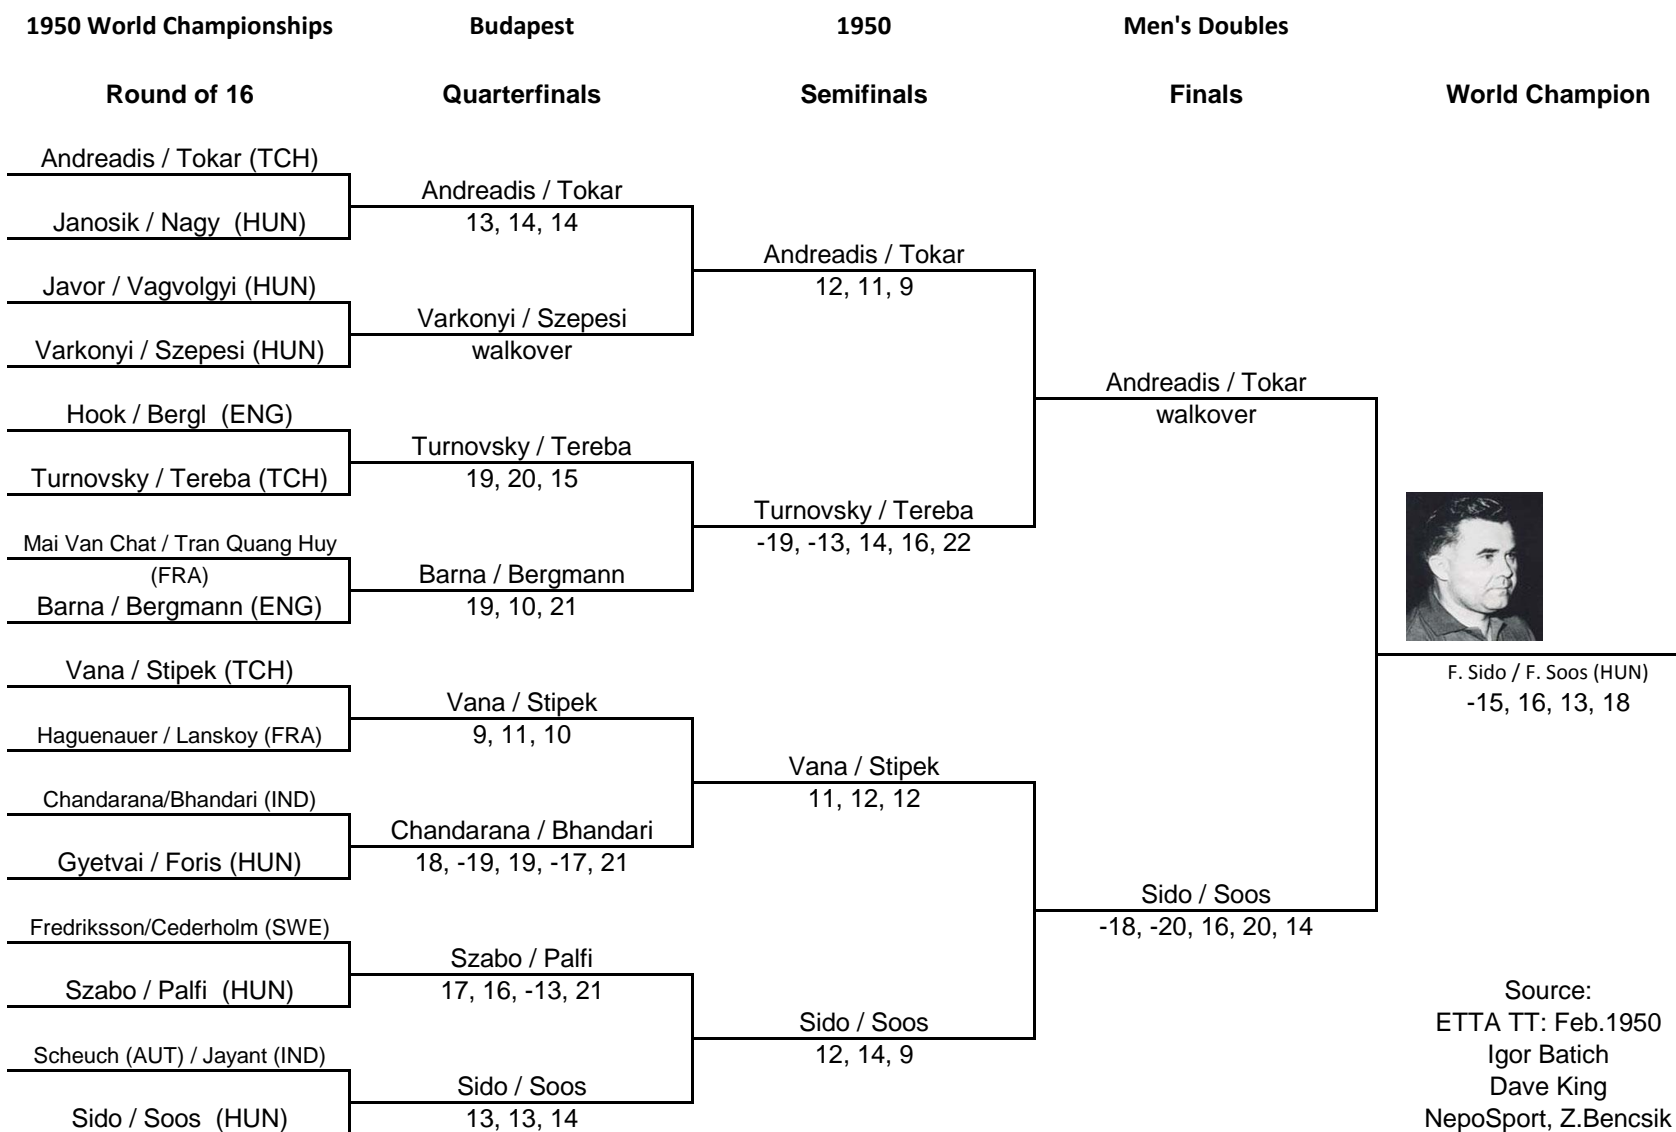 1950 World Championships
Budapest
1950
Men's Doubles
Round of 16
Quarterfinals
Semifinals
Finals
World Champion
Andreadis / Tokar (TCH)
Janosik / Nagy (HUN)
Javor / Vagvolgyi (HUN)
Varkonyi / Szepesi (HUN)
Hook / Bergl (ENG)
Turnovsky / Tereba (TCH)
Mai Van Chat / Tran Quang Huy
(FRA)
Barna / Bergmann (ENG)
Vana / Stipek (TCH)
Haguenauer / Lanskoy (FRA)
Chandarana/Bhandari (IND)
Gyetvai / Foris (HUN)
Fredriksson/Cederholm (SWE)
Szabo / Palfi (HUN)
Scheuch (AUT) / Jayant (IND)
Sido / Soos (HUN)
Andreadis / Tokar
13, 14, 14
Varkonyi / Szepesi
walkover
Turnovsky / Tereba
19, 20, 15
Barna / Bergmann
19, 10, 21
Vana / Stipek
9, 11, 10
Chandarana / Bhandari
18, -19, 19, -17, 21
Szabo / Palfi
17, 16, -13, 21
Sido / Soos
13, 13, 14
Andreadis / Tokar
12, 11, 9
Turnovsky / Tereba
-19, -13, 14, 16, 22
Vana / Stipek
11, 12, 12
Sido / Soos
12, 14, 9
Andreadis / Tokar
walkover
Sido / Soos
-18, -20, 16, 20, 14
F. Sido / F. Soos (HUN)
-15, 16, 13, 18
Source:
ETTA TT: Feb.1950
Igor Batich
Dave King
NepoSport, Z.Bencsik